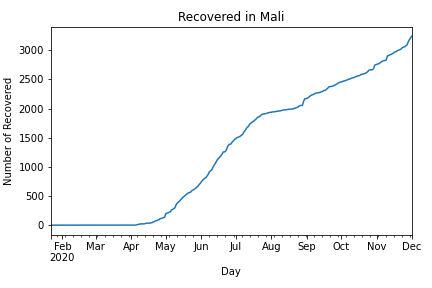 Recovered in Mali
Number of Recovered
3000
2500
2000
1500
1000
500
0
Feb Mar Apr May Jun Jul Aug Sep Oct Nov Dec
2020
Day